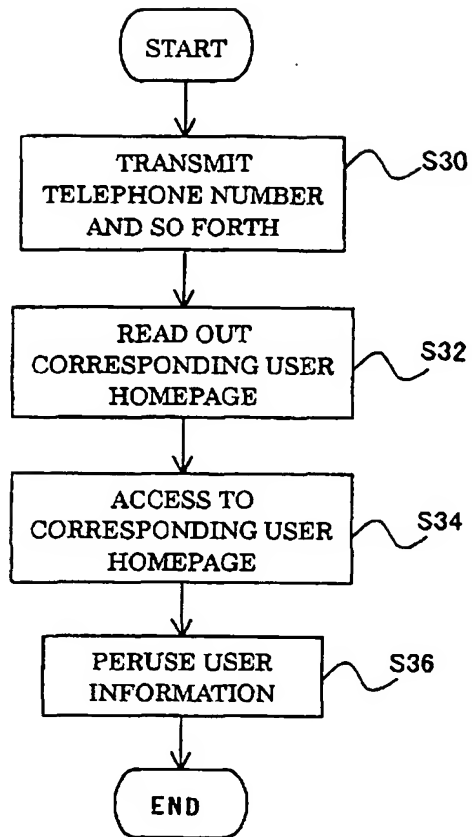 START
TRANSMIT
TELEPHONE NUMBER
AND SO FORTH
S30
READ OUT
CORRESPONDING USER
HOMEPAGE
S32
ACCESS TO
CORRESPONDING USER
HOMEPAGE
S34
PERUSE USER
INFORMATION
S36
END